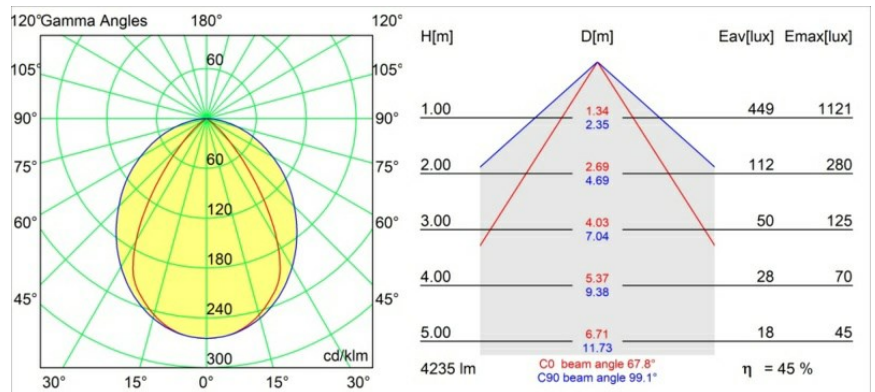 120° Gamma Angles 180° 120°
105° 60 105°
90° 90°
75° 60 75°
60° 120 60°
180
45° 240 45°
300 cd/klm
30° 15° 0° 15° 30°
H[m] D[m] Eav[lux] Emax[lux]
1.00 1.34 449 1121
2.35
2.00 2.69 112 280
4.69
3.00 4.03 50 125
7.04
4.00 5.37 28 70
9.38
5.00 6.71 18 45
11.73
4235 lm C0 beam angle 67.8° η = 45 %
C90 beam angle 99.1°